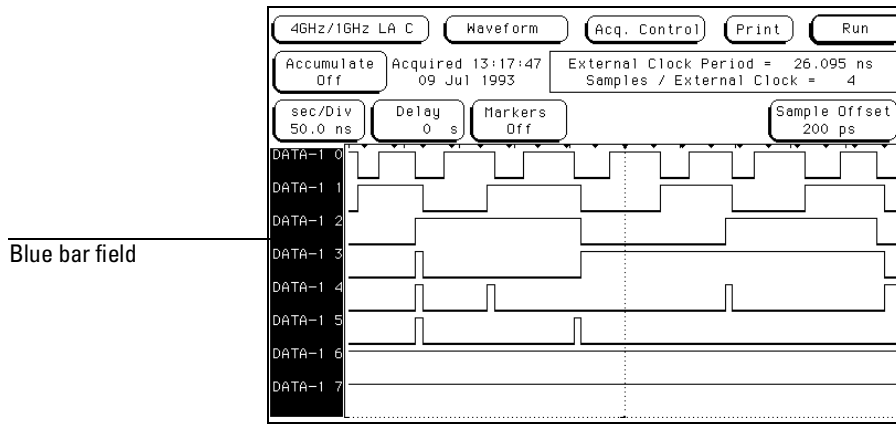 4GHz/1GHz LA C Waveform Acq. Control Print Run
Accumulate Off Acquired 13:17:47 09 Jul 1993 External Clock Period = 26.095 ns Samples / External Clock = 4
sec/Div 50.0 ns Delay 0 s Markers Off Sample Offset 200 ps
DATA-1 0
DATA-1 1
DATA-1 2
Blue bar field
DATA-1 3
DATA-1 4
DATA-1 5
DATA-1 6
DATA-1 7